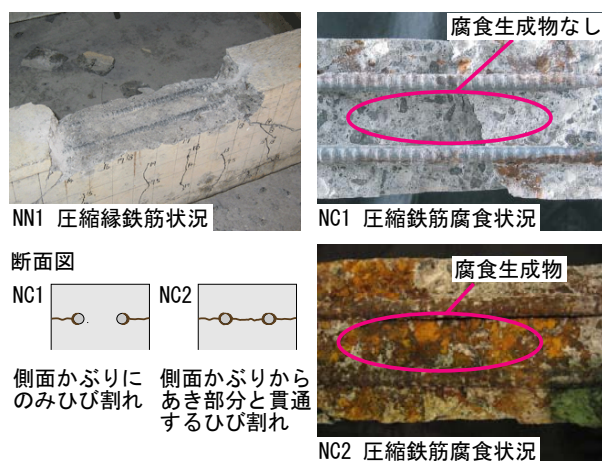 NN1 圧縮縁鉄筋状況
腐食生成物なし
NC1 圧縮鉄筋腐食状況
断面図
NC1
NC2
側面かぶりに
のみひび割れ
側面かぶりから
あき部分と貫通
するひび割れ
腐食生成物
NC2 圧縮鉄筋腐食状況